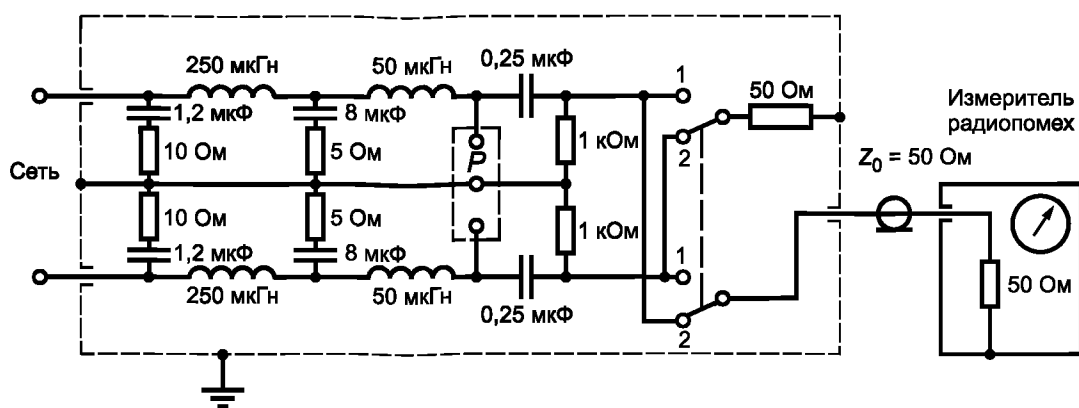 250 мкГн
50 мкГн
0,25 мкФ
1
50 Ом
Измеритель
радиопомех
1,2 мкФ
8 мкФ
10 Ом
5 Ом
P
1 кОм
2
Z0 = 50 Ом
Сеть
10 Ом
5 Ом
1 кОм
1,2 мкФ
8 мкФ
1
50 Ом
250 мкГн
50 мкГн
0,25 мкФ
2